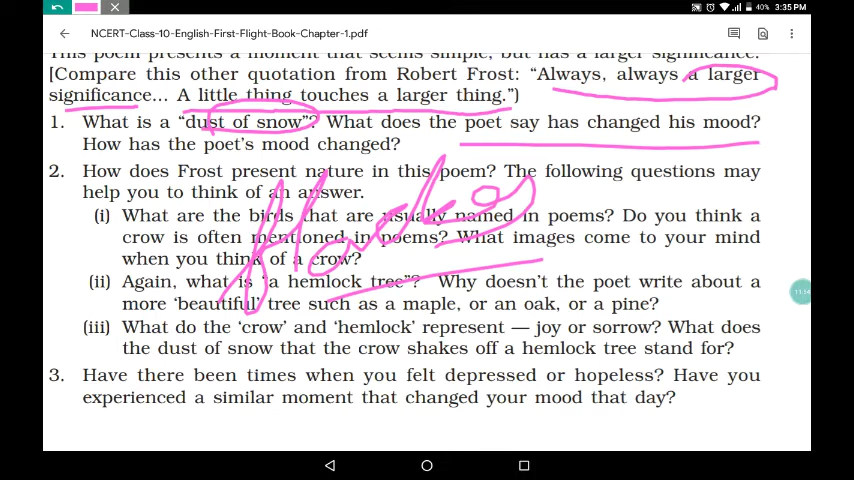 40% 3:35 PM
NCERT-Class-10-English-First-Flight-Book-Chapter-1.pdf
This poem presents a moment that seems simple, but has a larger significance.
[Compare this other quotation from Robert Frost: “Always, always a larger
significance... A little thing touches a larger thing.”)
1. What is a “dust of snow”? What does the poet say has changed his mood?
How has the poet’s mood changed?
2. How does Frost present nature in this poem? The following questions may
help you to think of an answer.
(i) What are the birds that are usually named in poems? Do you think a
crow is often mentioned in poems? What images come to your mind
when you think of a crow?
(ii) Again, what is “a hemlock tree”? Why doesn’t the poet write about a
more ‘beautiful’ tree such as a maple, or an oak, or a pine?
(iii) What do the ‘crow’ and ‘hemlock’ represent — joy or sorrow? What does
the dust of snow that the crow shakes off a hemlock tree stand for?
3. Have there been times when you felt depressed or hopeless? Have you
experienced a similar moment that changed your mood that day?